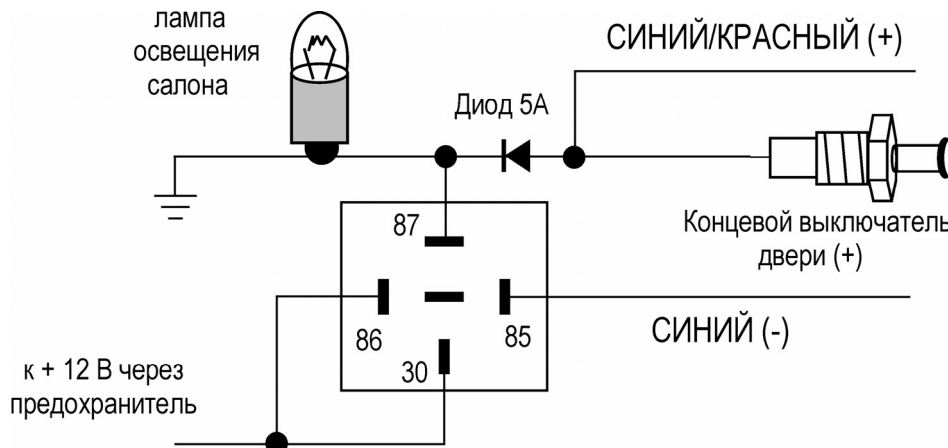 лампа
освещения
салона
СИНИЙ/КРАСНЫЙ (+)
Диод 5А
Концевой выключатель
двери (+)
87
86
85
30
СИНИЙ (-)
к + 12 В через
предохранитель